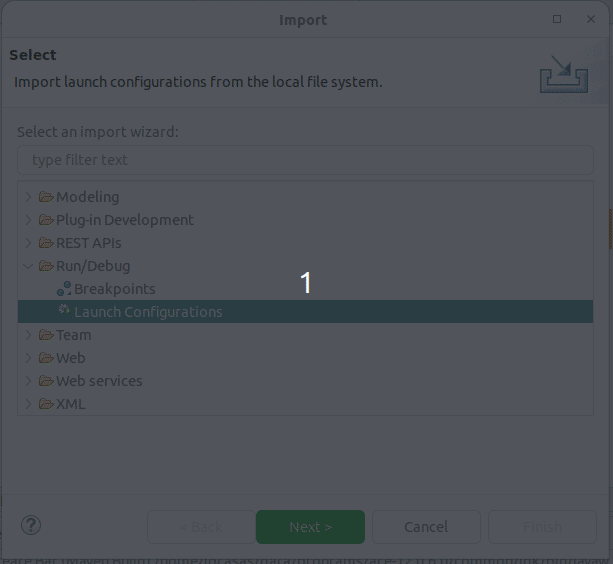 Import
Select
Import launch configurations from the local file system.
Select an import wizard:
type filter text
Modeling
Plug-in Development
REST APIs
Run/Debug
1
Breakpoints
Launch Configurations
Team
Web
Web services
XML
< Back
Next >
Cancel
Finish